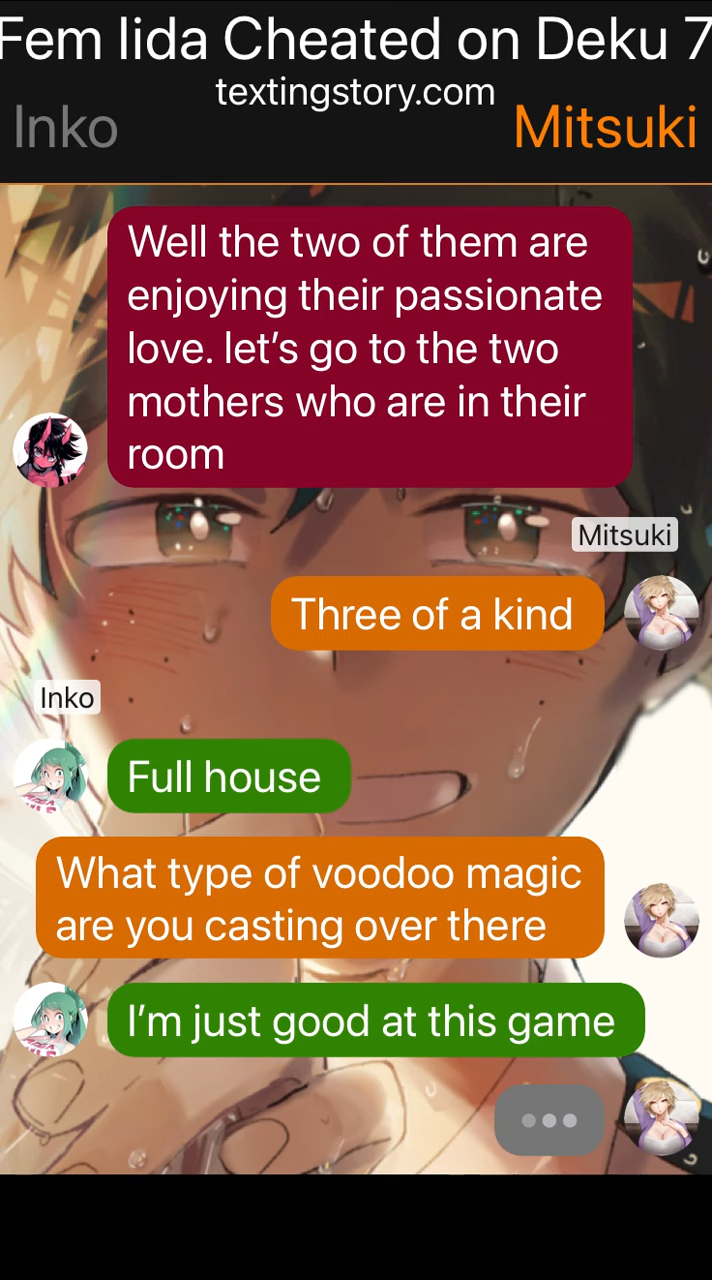 Fem Iida Cheated on Deku 7
textingstory.com
Inko
Mitsuki
Well the two of them are
enjoying their passionate
love. let’s go to the two
mothers who are in their
room
Mitsuki
Three of a kind
Inko
Full house
What type of voodoo magic
are you casting over there
I’m just good at this game